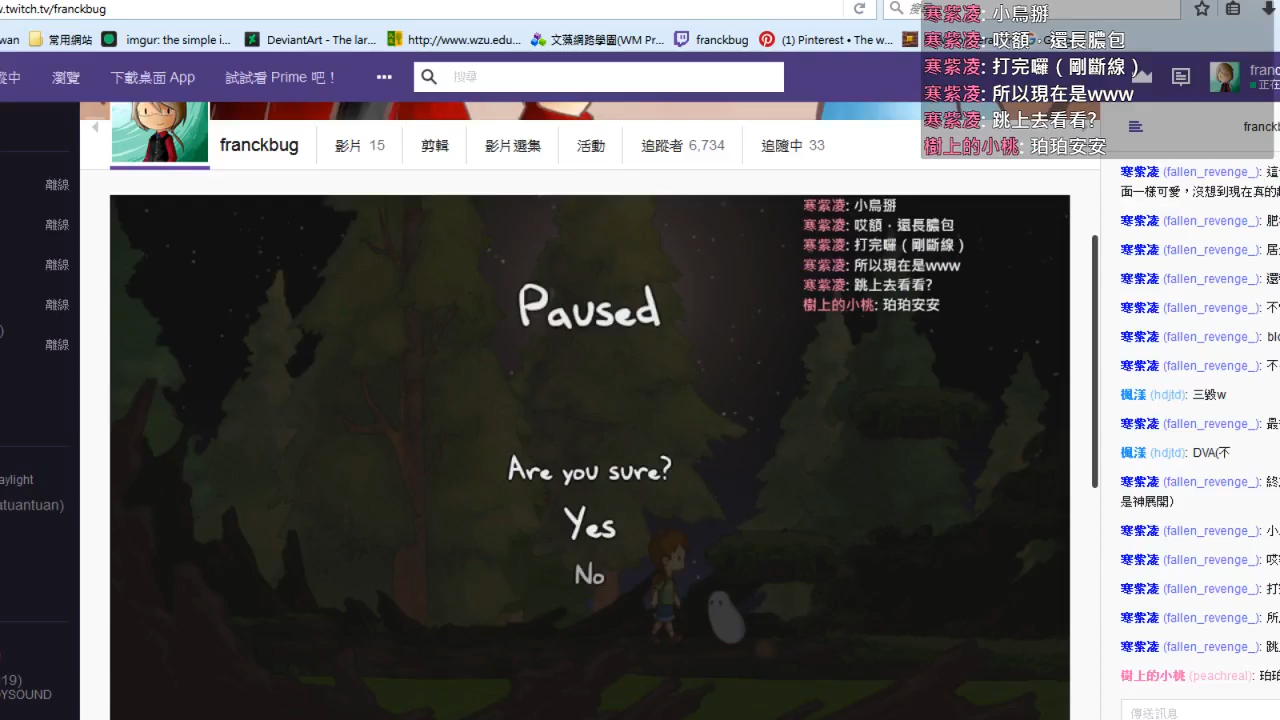 .twitch.tv/franckbug
常用網站
imgur: the simple i...
DeviantArt - The lar...
http://www.wzu.edu...
文藻網路學園(WM Pr...
franckbug
(1) Pinterest • The w...
瀏覽
下載桌面 App
試試看 Prime 吧！
搜尋
寒紫凌: 小鳥掰
寒紫凌: 哎額，還長膿包
寒紫凌: 打完囉 ( 剛斷線 )
寒紫凌: 所以現在是www
寒紫凌: 跳上去看看?
樹上的小桃: 珀珀安安
franckbug
影片 15
剪輯
影片選集
活動
追蹤者 6,734
追隨中 33
離線
離線
離線
離線
離線
aylight
atuantuan)
19)
YSOUND
寒紫凌: 小鳥掰
寒紫凌: 哎額，還長膿包
寒紫凌: 打完囉 ( 剛斷線 )
寒紫凌: 所以現在是www
寒紫凌: 跳上去看看?
樹上的小桃: 珀珀安安
Paused
Are you sure?
Yes
No
寒紫凌 (fallen_revenge_): 這
面一樣可愛，沒想到現在真的
寒紫凌 (fallen_revenge_): 肥
寒紫凌 (fallen_revenge_): 居
寒紫凌 (fallen_revenge_): 還
寒紫凌 (fallen_revenge_): 不
寒紫凌 (fallen_revenge_): blo
寒紫凌 (fallen_revenge_): 不
楓漾 (hdjtd): 三毀w
寒紫凌 (fallen_revenge_): 最
楓漾 (hdjtd): DVA(不
寒紫凌 (fallen_revenge_): 終
是神展開)
寒紫凌 (fallen_revenge_): 小
寒紫凌 (fallen_revenge_): 哎
寒紫凌 (fallen_revenge_): 打
寒紫凌 (fallen_revenge_): 所
寒紫凌 (fallen_revenge_): 跳
樹上的小桃 (peachreal): 珀珀
傳送訊息